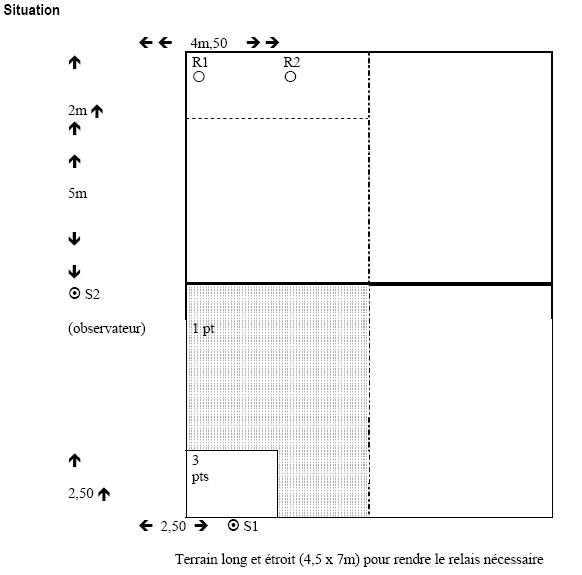 Situation
4m,50
R1 R2
2m
5m
S2
(observateur) 1 pt
3
pts
2,50
2,50 S1
Terrain long et étroit (4,5 x 7m) pour rendre le relais nécessaire